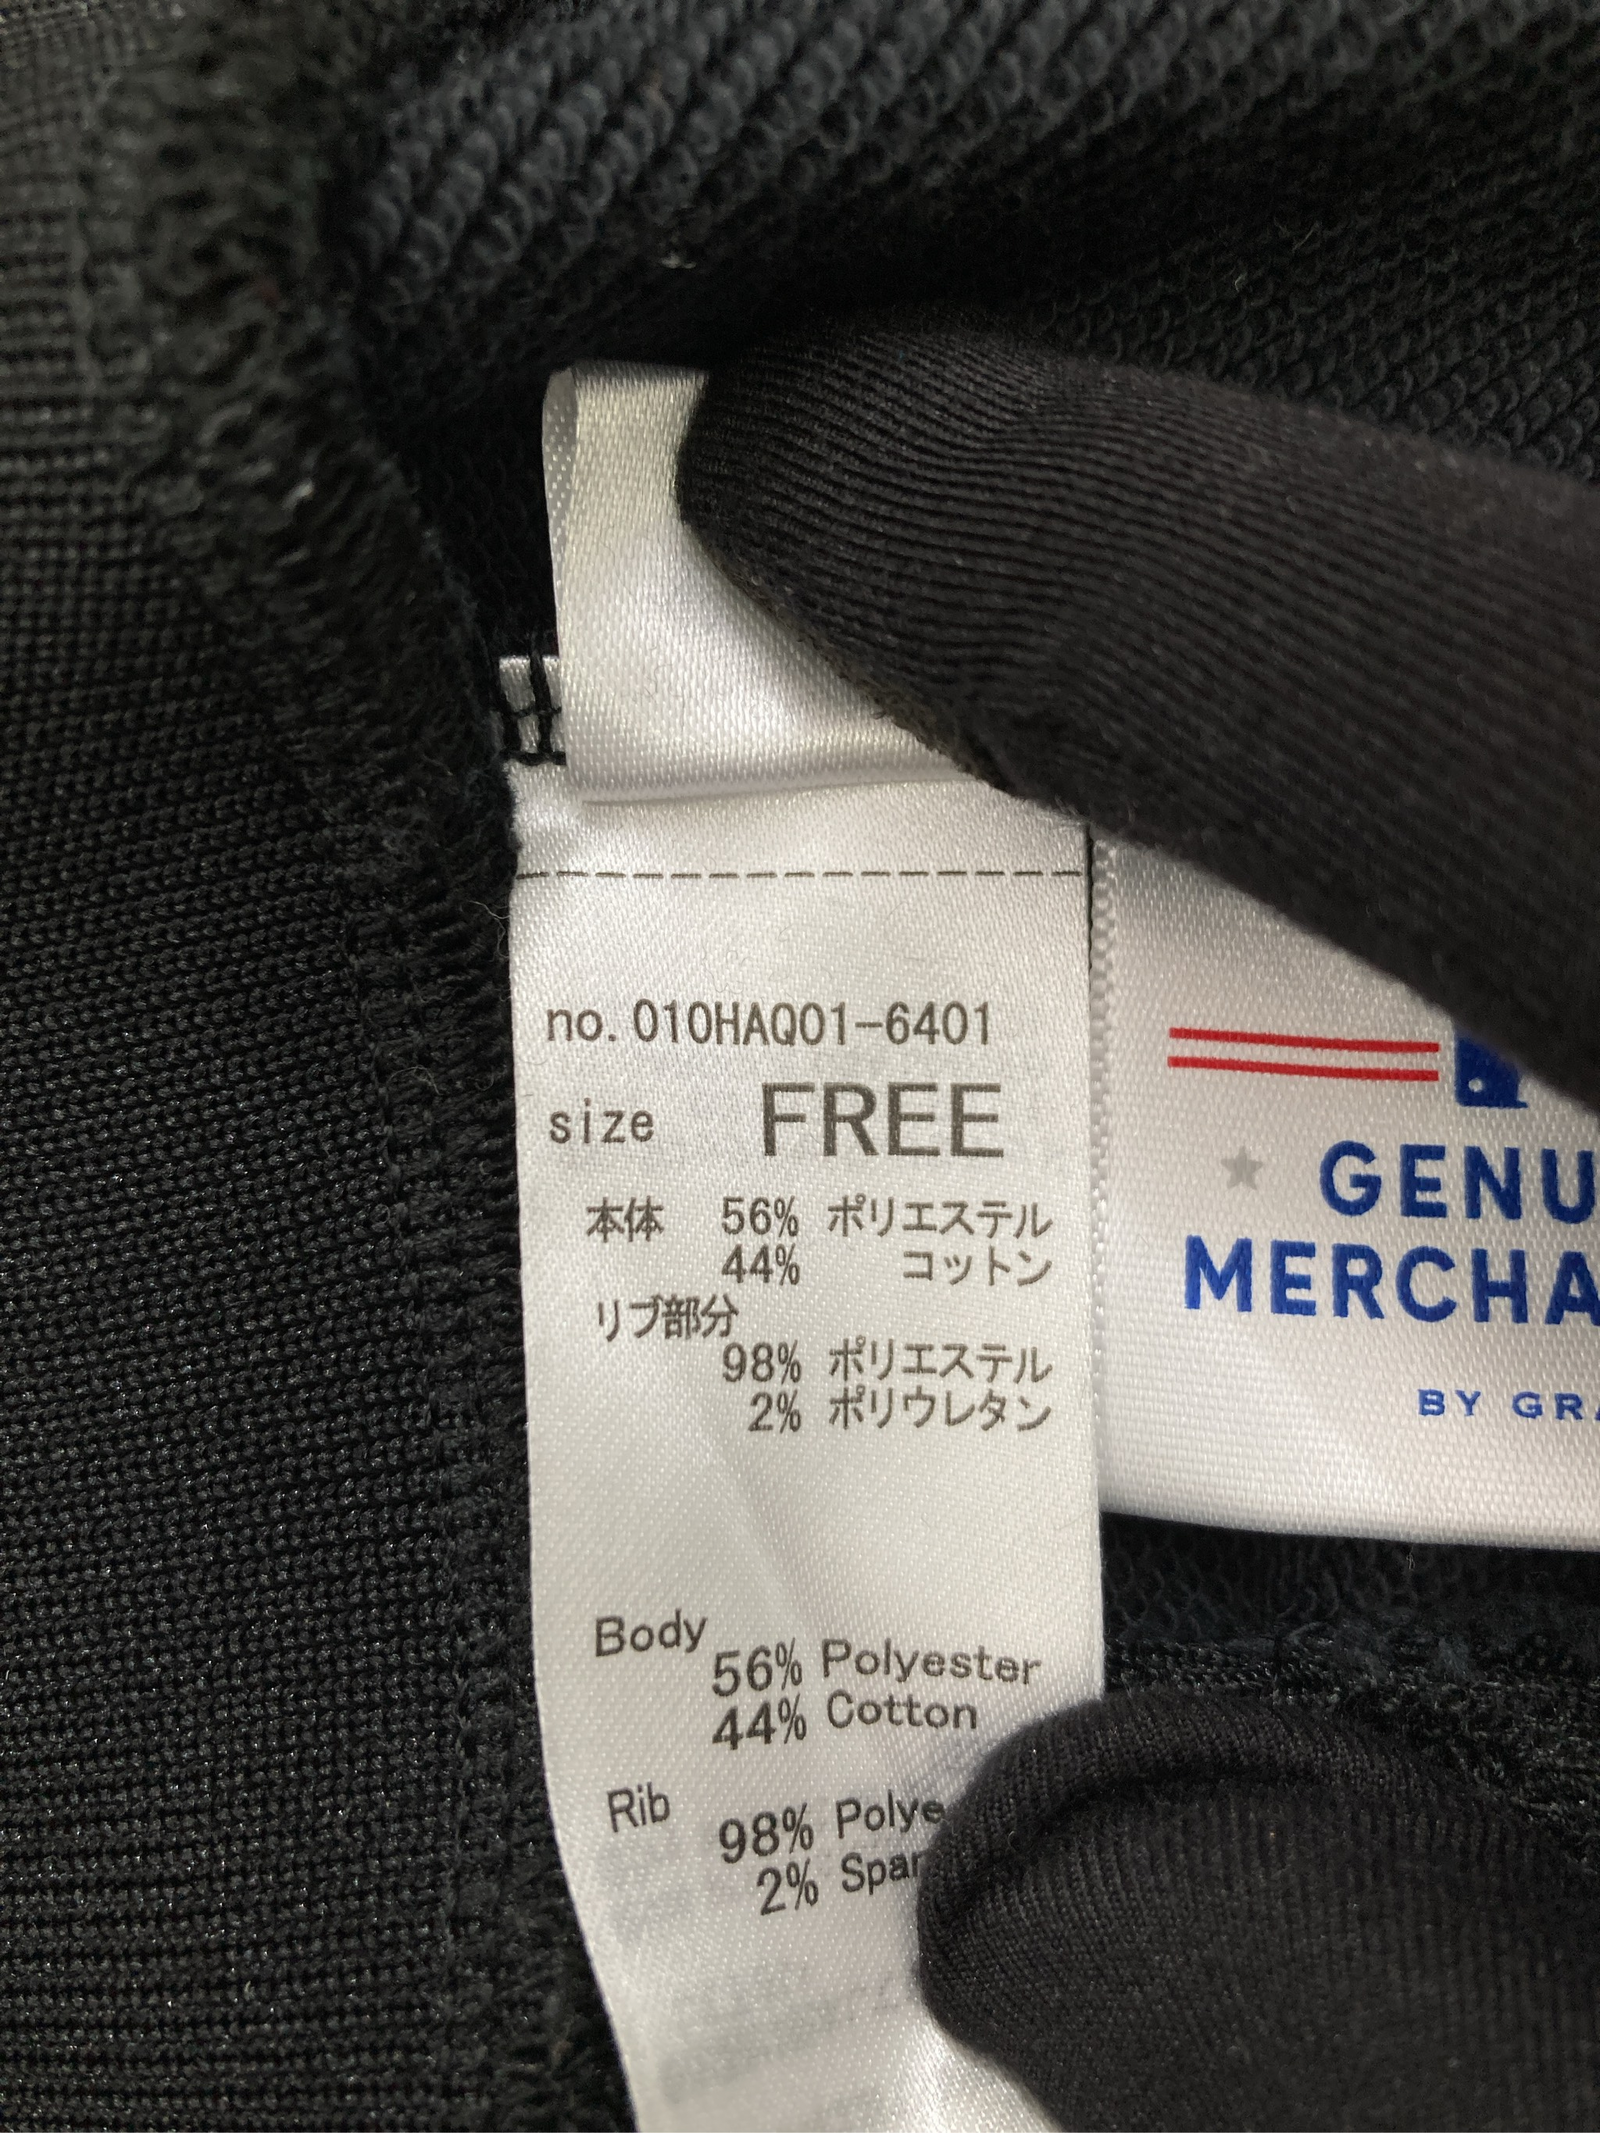 no.010HAQ01-6401
size FREE
本体 56% ポリエステル
44% コットン
リブ部分
98% ポリエステル
2% ポリウレタン
Body
56% Polyester
44% Cotton
Rib
98%
2%
BY